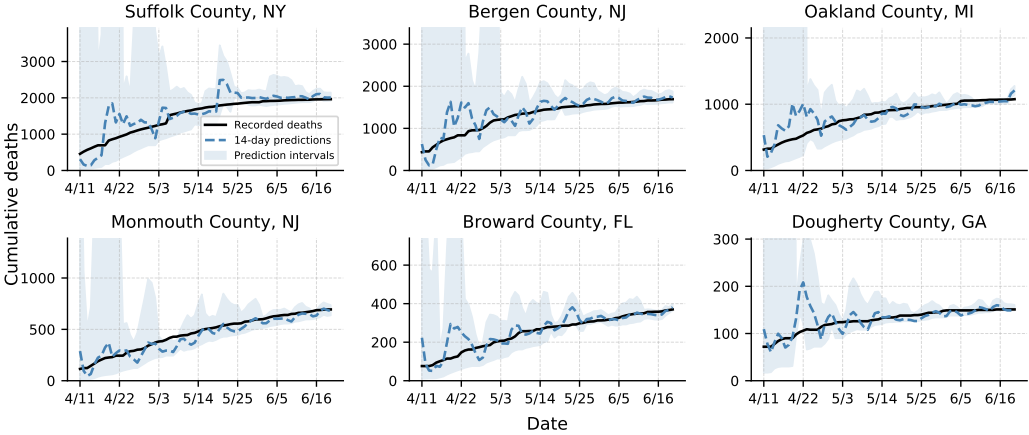 Suffolk County, NY
Bergen County, NJ
Oakland County, MI
3000
2000
1000
0
4/11 4/22 5/3 5/14 5/25 6/5 6/16
Recorded deaths
14-day predictions
Prediction intervals
3000
2000
1000
0
4/11 4/22 5/3 5/14 5/25 6/5 6/16
2000
1000
0
4/11 4/22 5/3 5/14 5/25 6/5 6/16
Cumulative deaths
Monmouth County, NJ
Broward County, FL
Dougherty County, GA
1000
500
0
4/11 4/22 5/3 5/14 5/25 6/5 6/16
600
400
200
0
4/11 4/22 5/3 5/14 5/25 6/5 6/16
300
200
100
0
4/11 4/22 5/3 5/14 5/25 6/5 6/16
Date